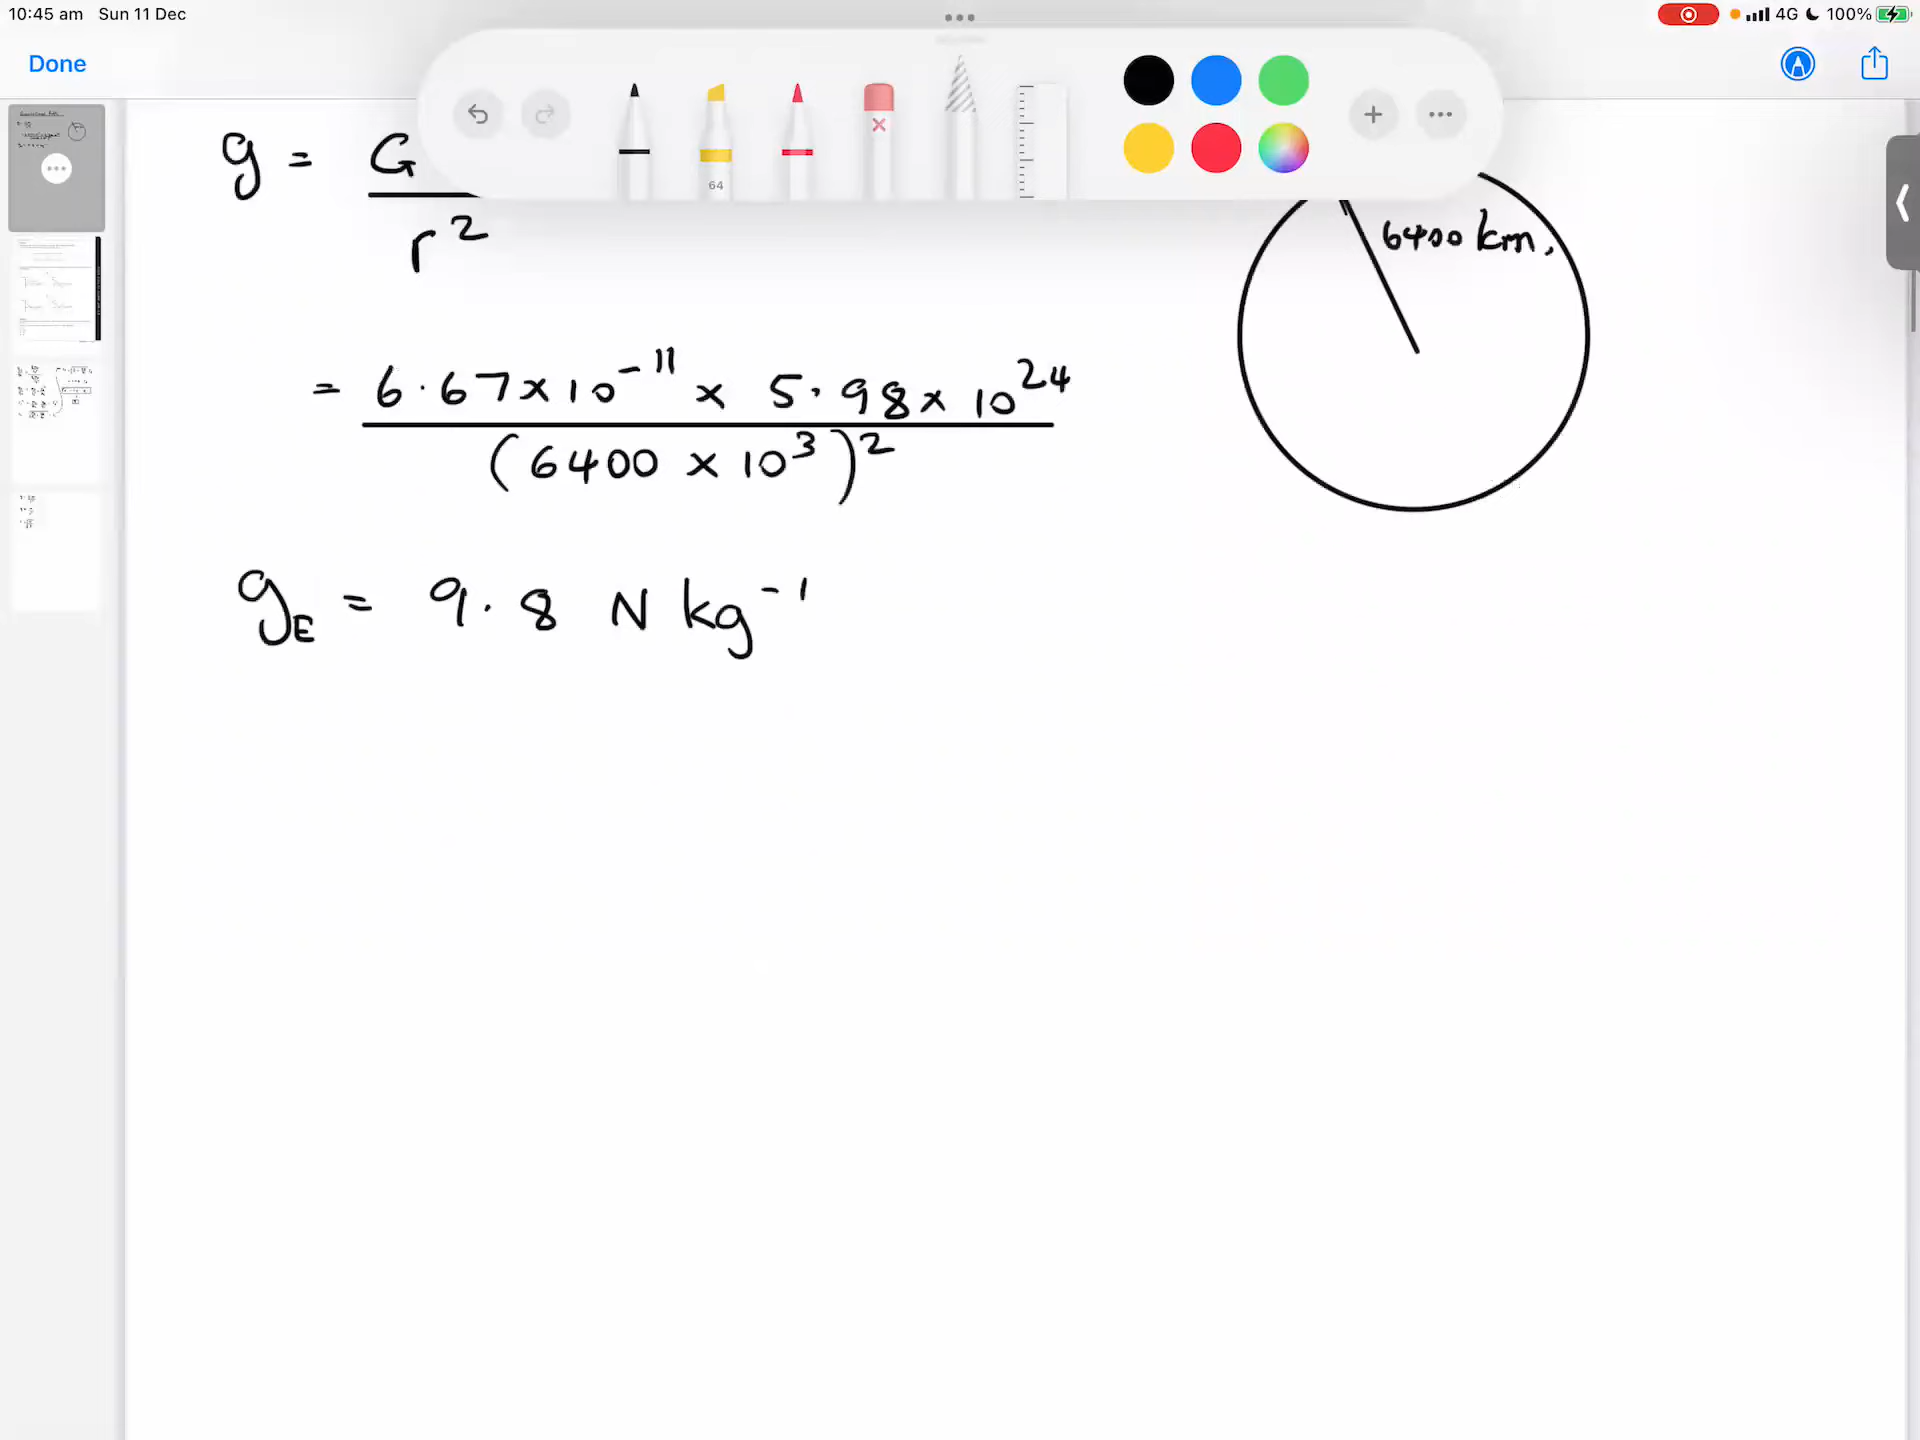 10:45 am Sun 11 Dec
4G 100%
Done
64
g = G
r²
6400 km.
= 6.67 x 10⁻¹¹ x 5.98 x 10²⁴
(6400 x 10³)²
gE = 9.8 N kg⁻¹